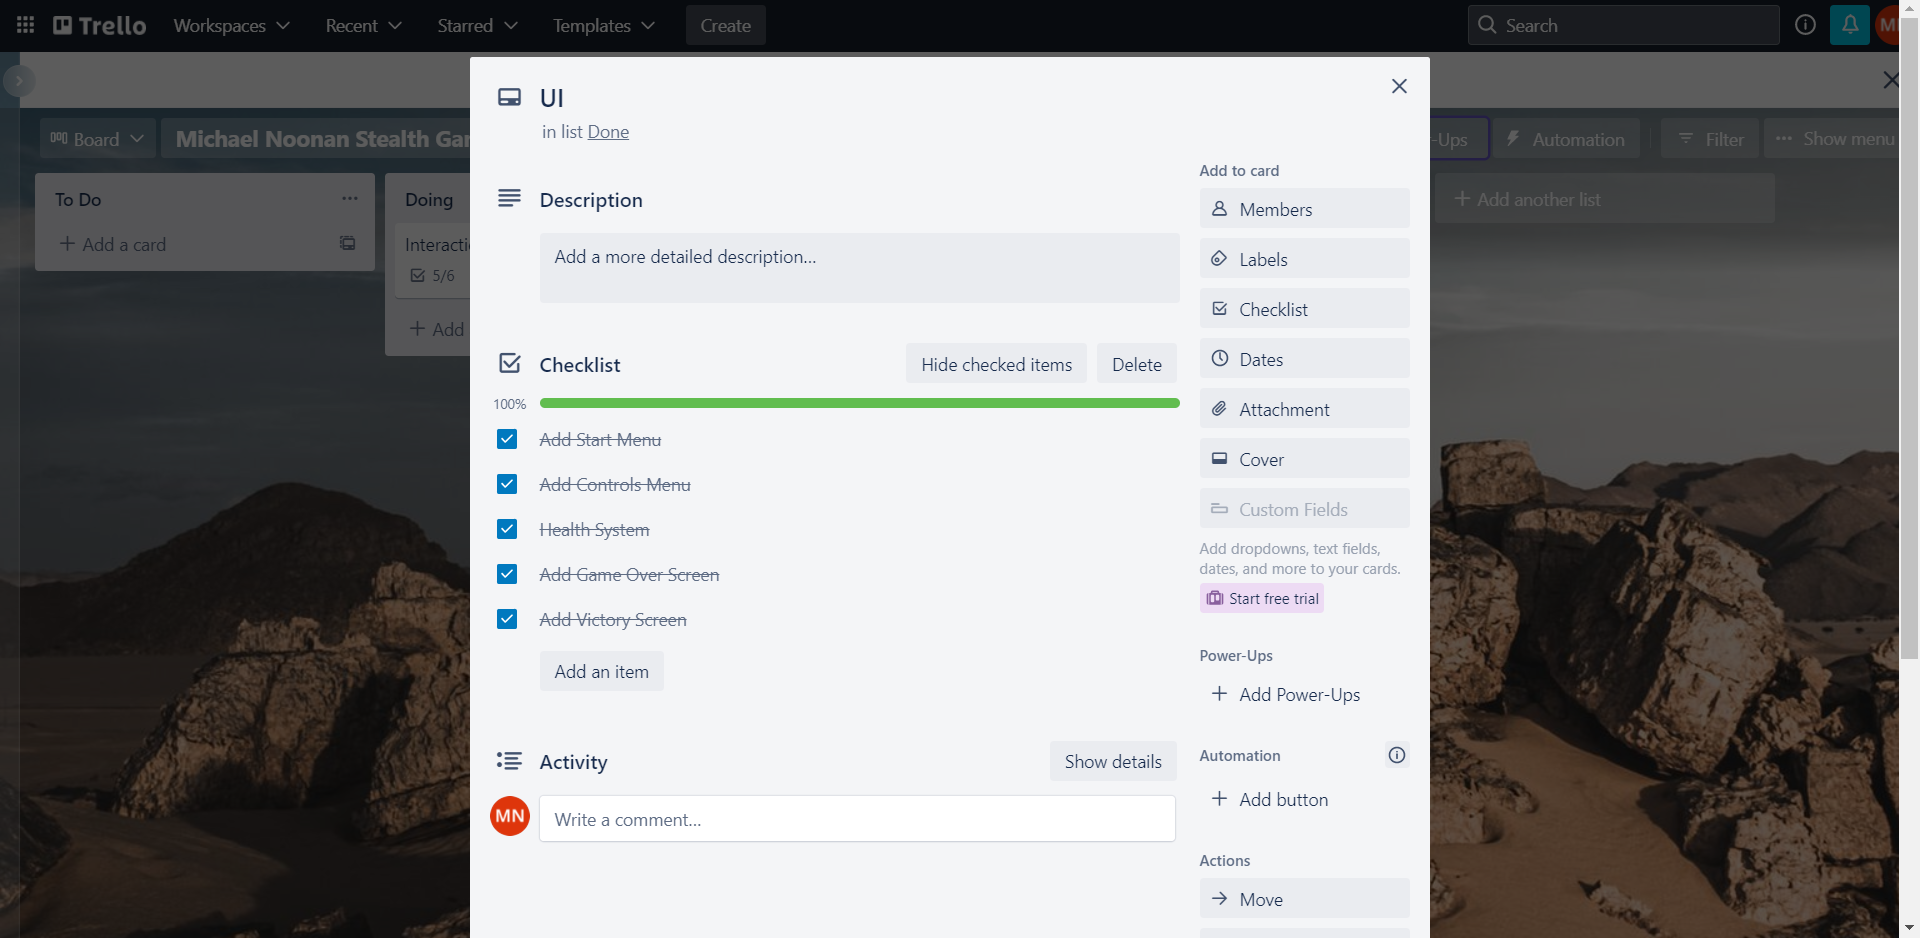 Trello
Workspaces
Recent
Starred
Templates
Create
Search
Board
Michael Noonan Stealth
-Ups
Automation
Filter
Show menu
To Do
Add a card
Doing
5/6
Add
Add another list
UI
in list Done
Description
Add a more detailed description...
Checklist
Hide checked items
Delete
100%
Add Start Menu
Add Controls Menu
Health System
Add Game Over Screen
Add Victory Screen
Add an item
Activity
Show details
MN
Write a comment...
Add to card
Members
Labels
Checklist
Dates
Attachment
Cover
Custom Fields
Add dropdowns, text fields,
dates, and more to your cards.
Start free trial
Power-Ups
Add Power-Ups
Automation
Add button
Actions
Move